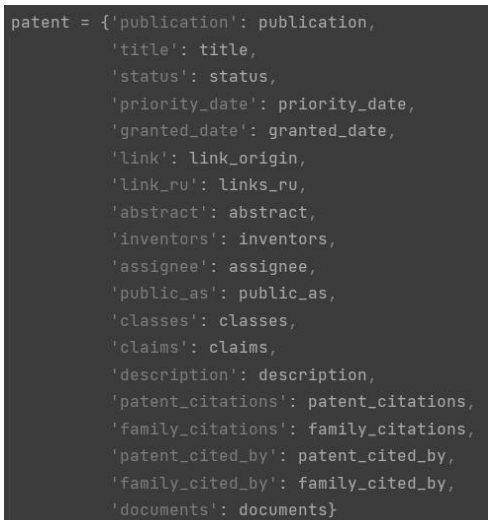 patent = {'publication': publication,
'title': title,
'status': status,
'priority_date': priority_date,
'granted_date': granted_date,
'link': link_origin,
'link_ru': links_ru,
'abstract': abstract,
'inventors': inventors,
'assignee': assignee,
'public_as': public_as,
'classes': classes,
'claims': claims,
'description': description,
'patent_citations': patent_citations,
'family_citations': family_citations,
'patent_cited_by': patent_cited_by,
'family_cited_by': family_cited_by,
'documents': documents}